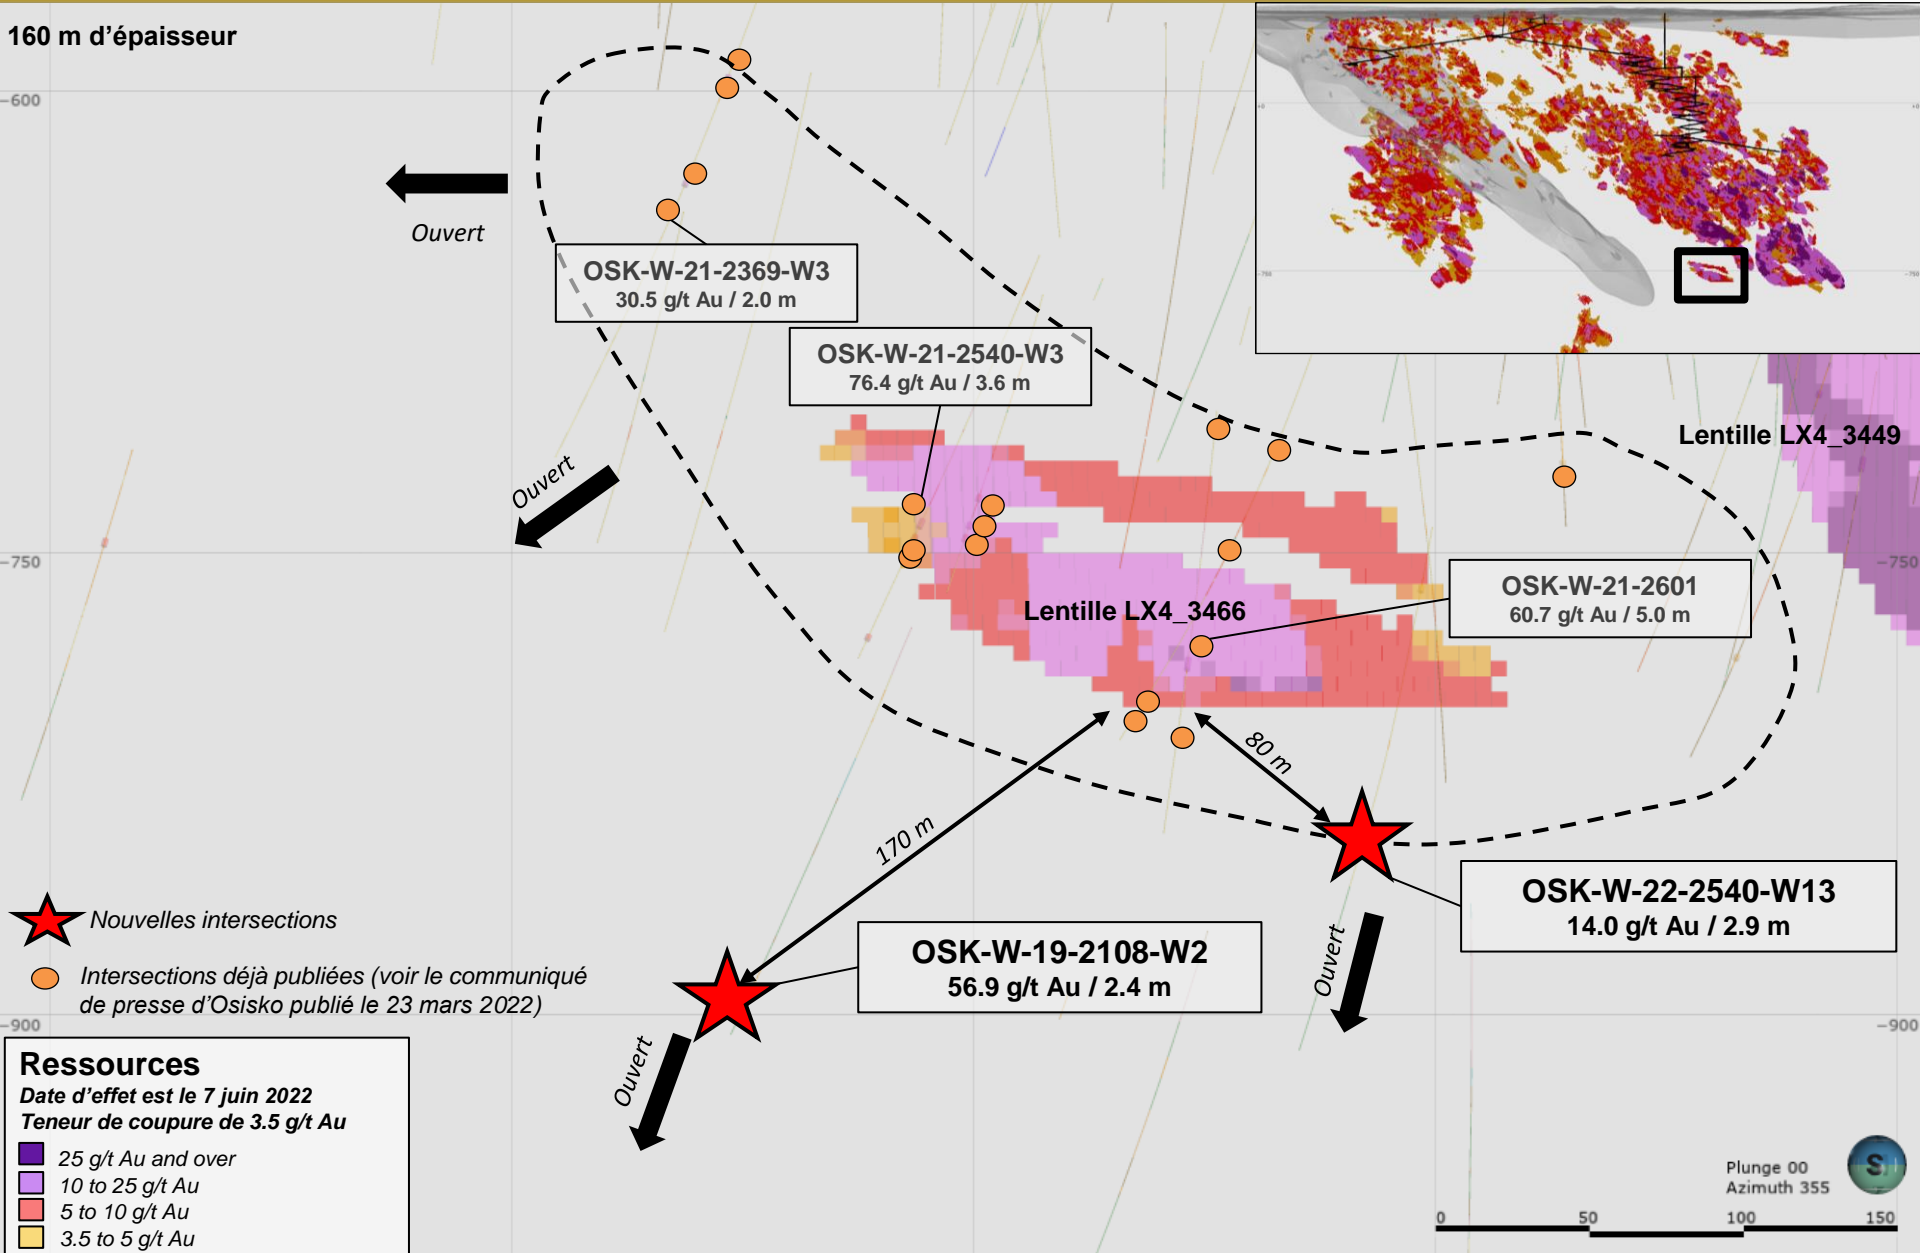 160 m d’épaisseur
−600
Ouvert
OSK-W-21-2369-W3
30.5 g/t Au / 2.0 m
OSK-W-21-2540-W3
76.4 g/t Au / 3.6 m
Lentille LX4_3449
Ouvert
−750
−750
OSK-W-21-2601
60.7 g/t Au / 5.0 m
Lentille LX4_3466
80 m
170 m
OSK-W-22-2540-W13
14.0 g/t Au / 2.9 m
Nouvelles intersections
OSK-W-19-2108-W2
56.9 g/t Au / 2.4 m
Ouvert
Intersections déjà publiées (voir le communiqué
de presse d’Osisko publié le 23 mars 2022)
−900
−900
Ouvert
Ressources
Date d’effet est le 7 juin 2022
Teneur de coupure de 3.5 g/t Au
25 g/t Au and over
10 to 25 g/t Au
5 to 10 g/t Au
3.5 to 5 g/t Au
Plunge 00
Azimuth 355
S
0 50 100 150